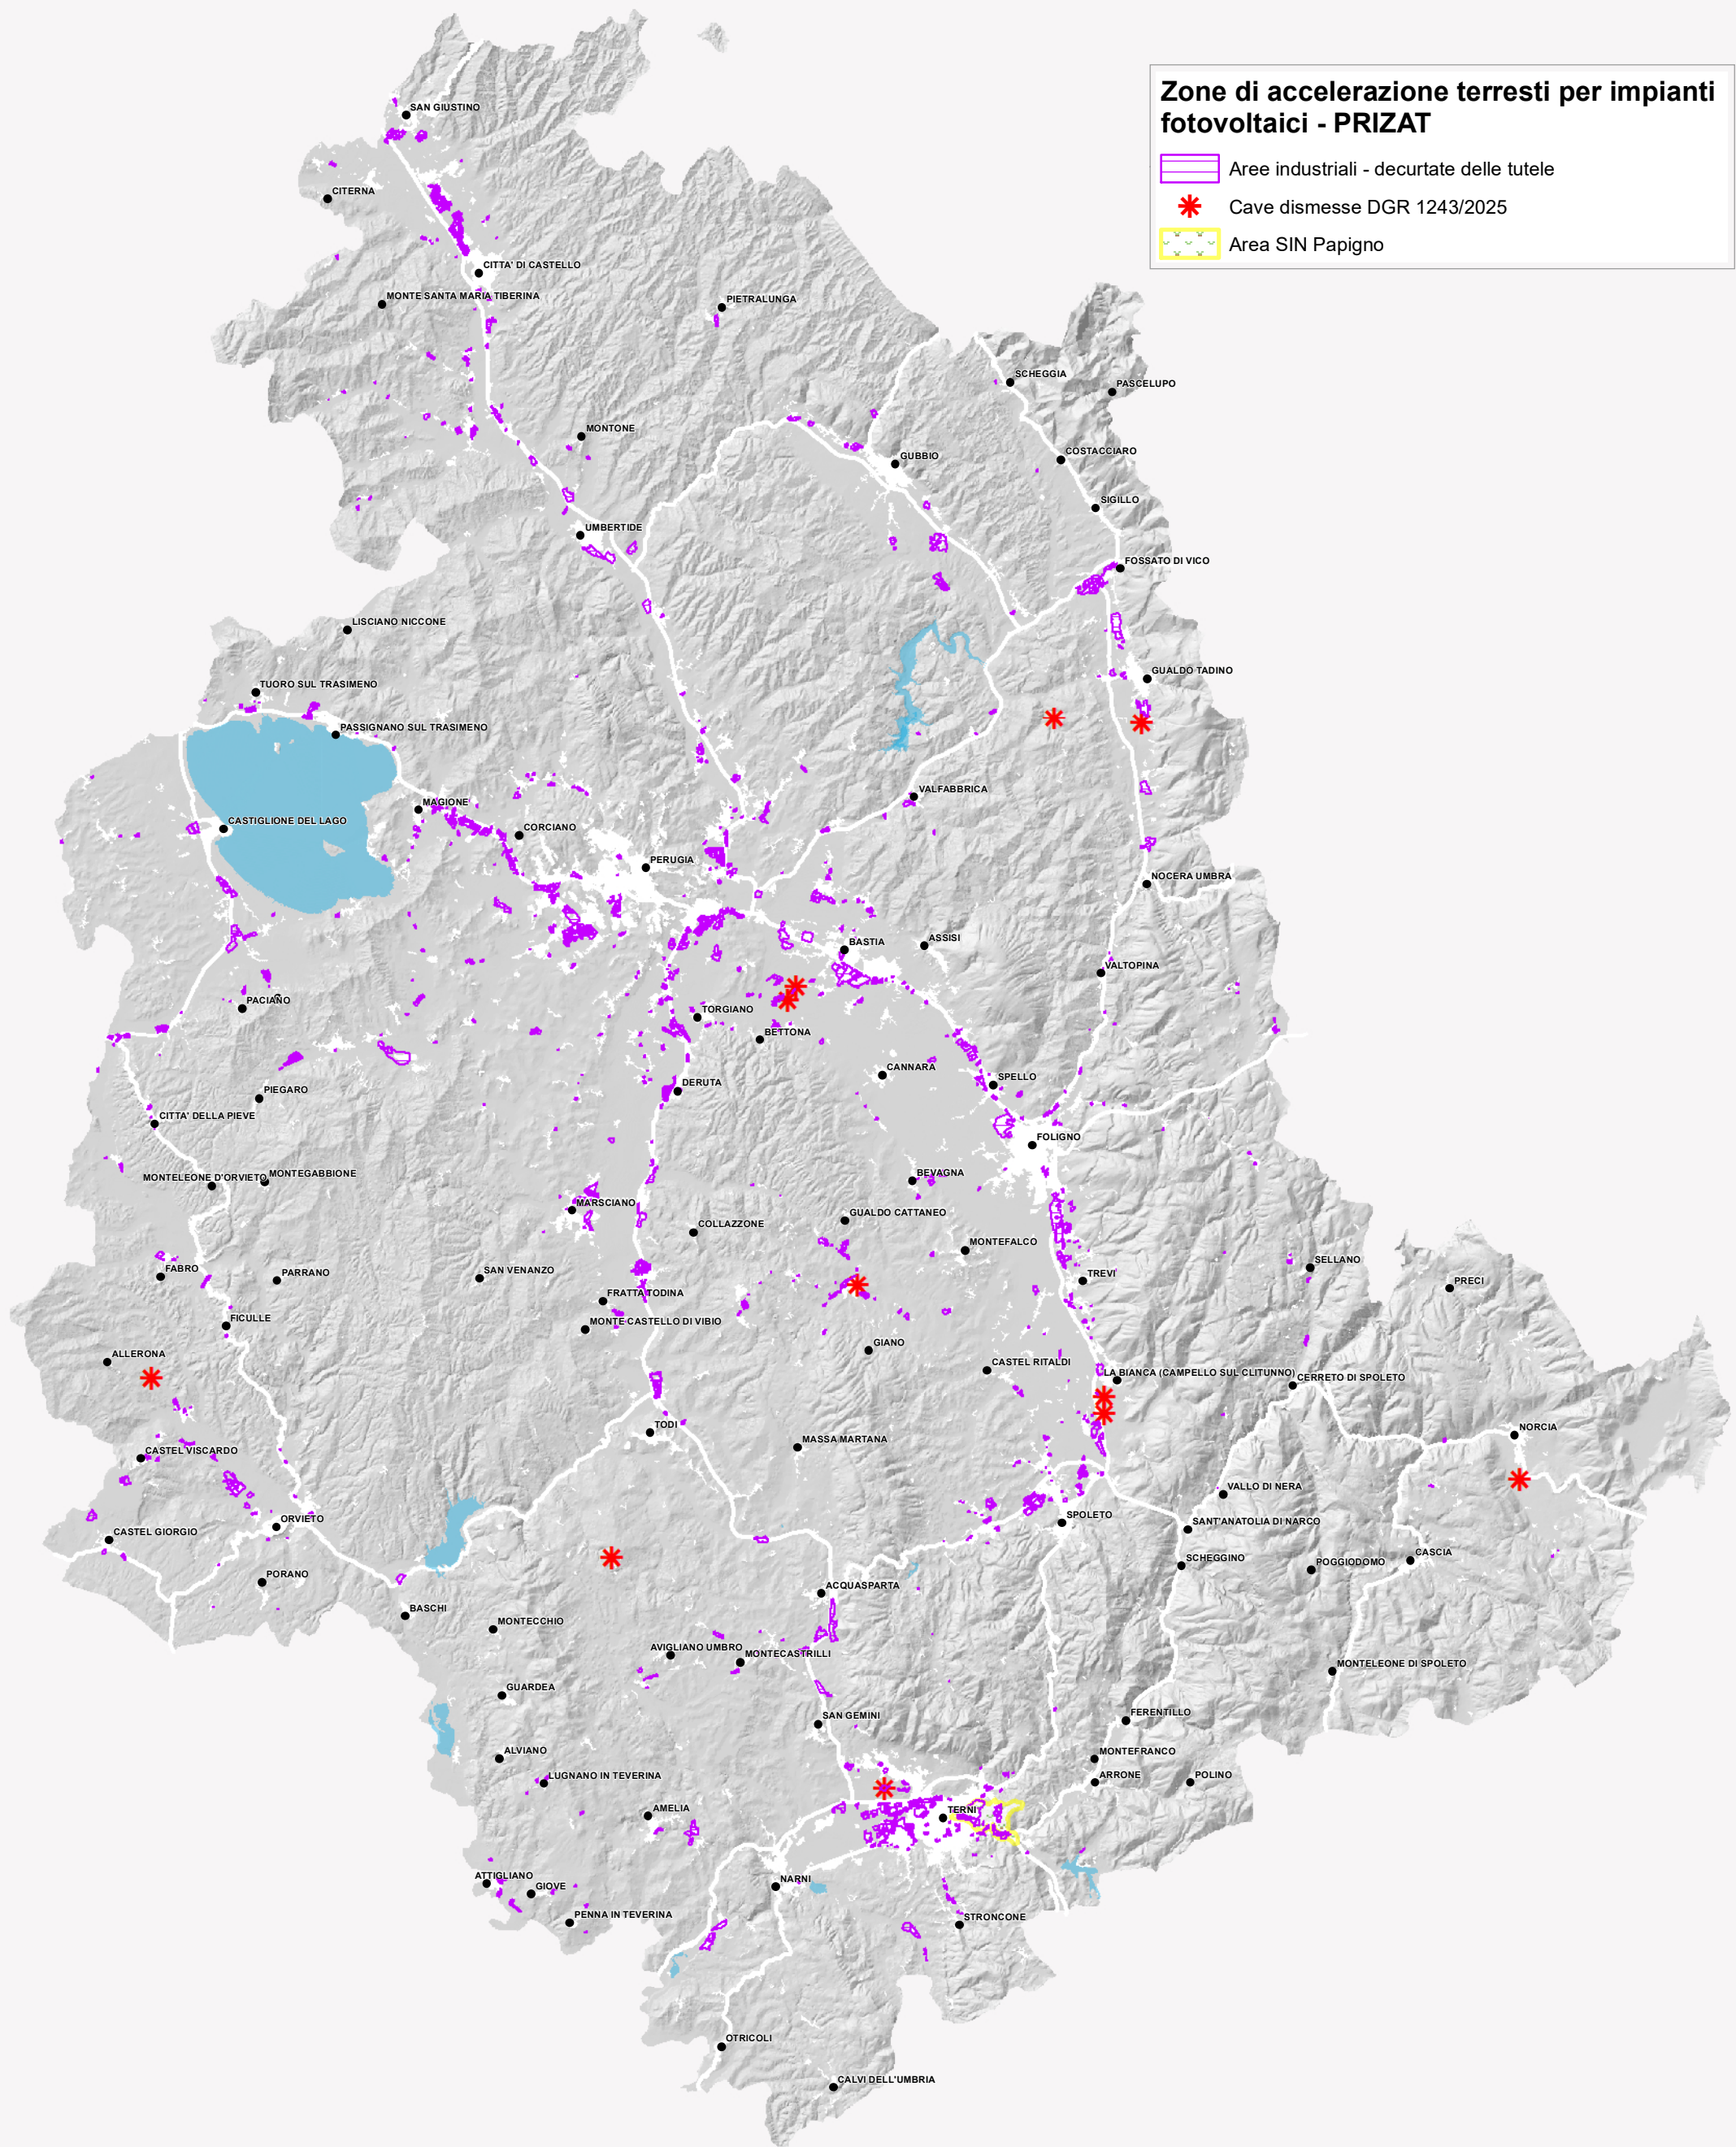 Zone di accelerazione terresti per impianti
fotovoltaici - PRIZAT
Aree industriali - decurtate delle tutele
Cave dismesse DGR 1243/2025
Area SIN Papigno
SAN GIUSTINO
CITERNA
CITTA' DI CASTELLO
MONTE SANTA MARIA TIBERINA
PIETRALUNGA
SCHEGGIA
PASCELUPO
MONTONE
COSTACCIARO
GUBBIO
SIGILLO
UMBERTIDE
FOSSATO DI VICO
LISCIANO NICCONE
GUALDO TADINO
TUORO SUL TRASIMENO
PASSIGNANO SUL TRASIMENO
VALFABBRICA
MAGIONE
CASTIGLIONE DEL LAGO
CORCIANO
PERUGIA
NOCERA UMBRA
BASTIA
ASSISI
VALTOPINA
PACIANO
TORGIANO
BETTONA
CANNARA
SPELLO
DERUTA
PIEGARO
CITTA' DELLA PIEVE
FOLIGNO
MONTELEONE D'ORVIETO
MONTEGABBIONE
BEVAGNA
MARSCIANO
GUALDO CATTANEO
COLLAZZONE
MONTEFALCO
SELLANO
FABRO
PARRANO
SAN VENANZO
TREVI
PRECI
FRATTA TODINA
FICULLE
MONTE CASTELLO DI VIBIO
GIANO
ALLERONA
CASTEL RITALDI
LA BIANCA (CAMPELLO SUL CLITUNNO)
CERRETO DI SPOLETO
TODI
NORCIA
MASSA MARTANA
CASTEL VISCARDO
VALLO DI NERA
ORVIETO
SPOLETO
SANT'ANATOLIA DI NARCO
CASTEL GIORGIO
CASCIA
SCHEGGINO
POGGIODOMO
PORANO
ACQUASPARTA
BASCHI
MONTECCHIO
AVIGLIANO UMBRO
MONTECASTRILLI
MONTELEONE DI SPOLETO
GUARDEA
FERENTILLO
SAN GEMINI
ALVIANO
MONTEFRANCO
LUGNANO IN TEVERINA
ARRONE
POLINO
AMELIA
TERNI
ATTIGLIANO
GIOVE
NARNI
PENNA IN TEVERINA
STRONCONE
OTRICOLI
CALVI DELL'UMBRIA